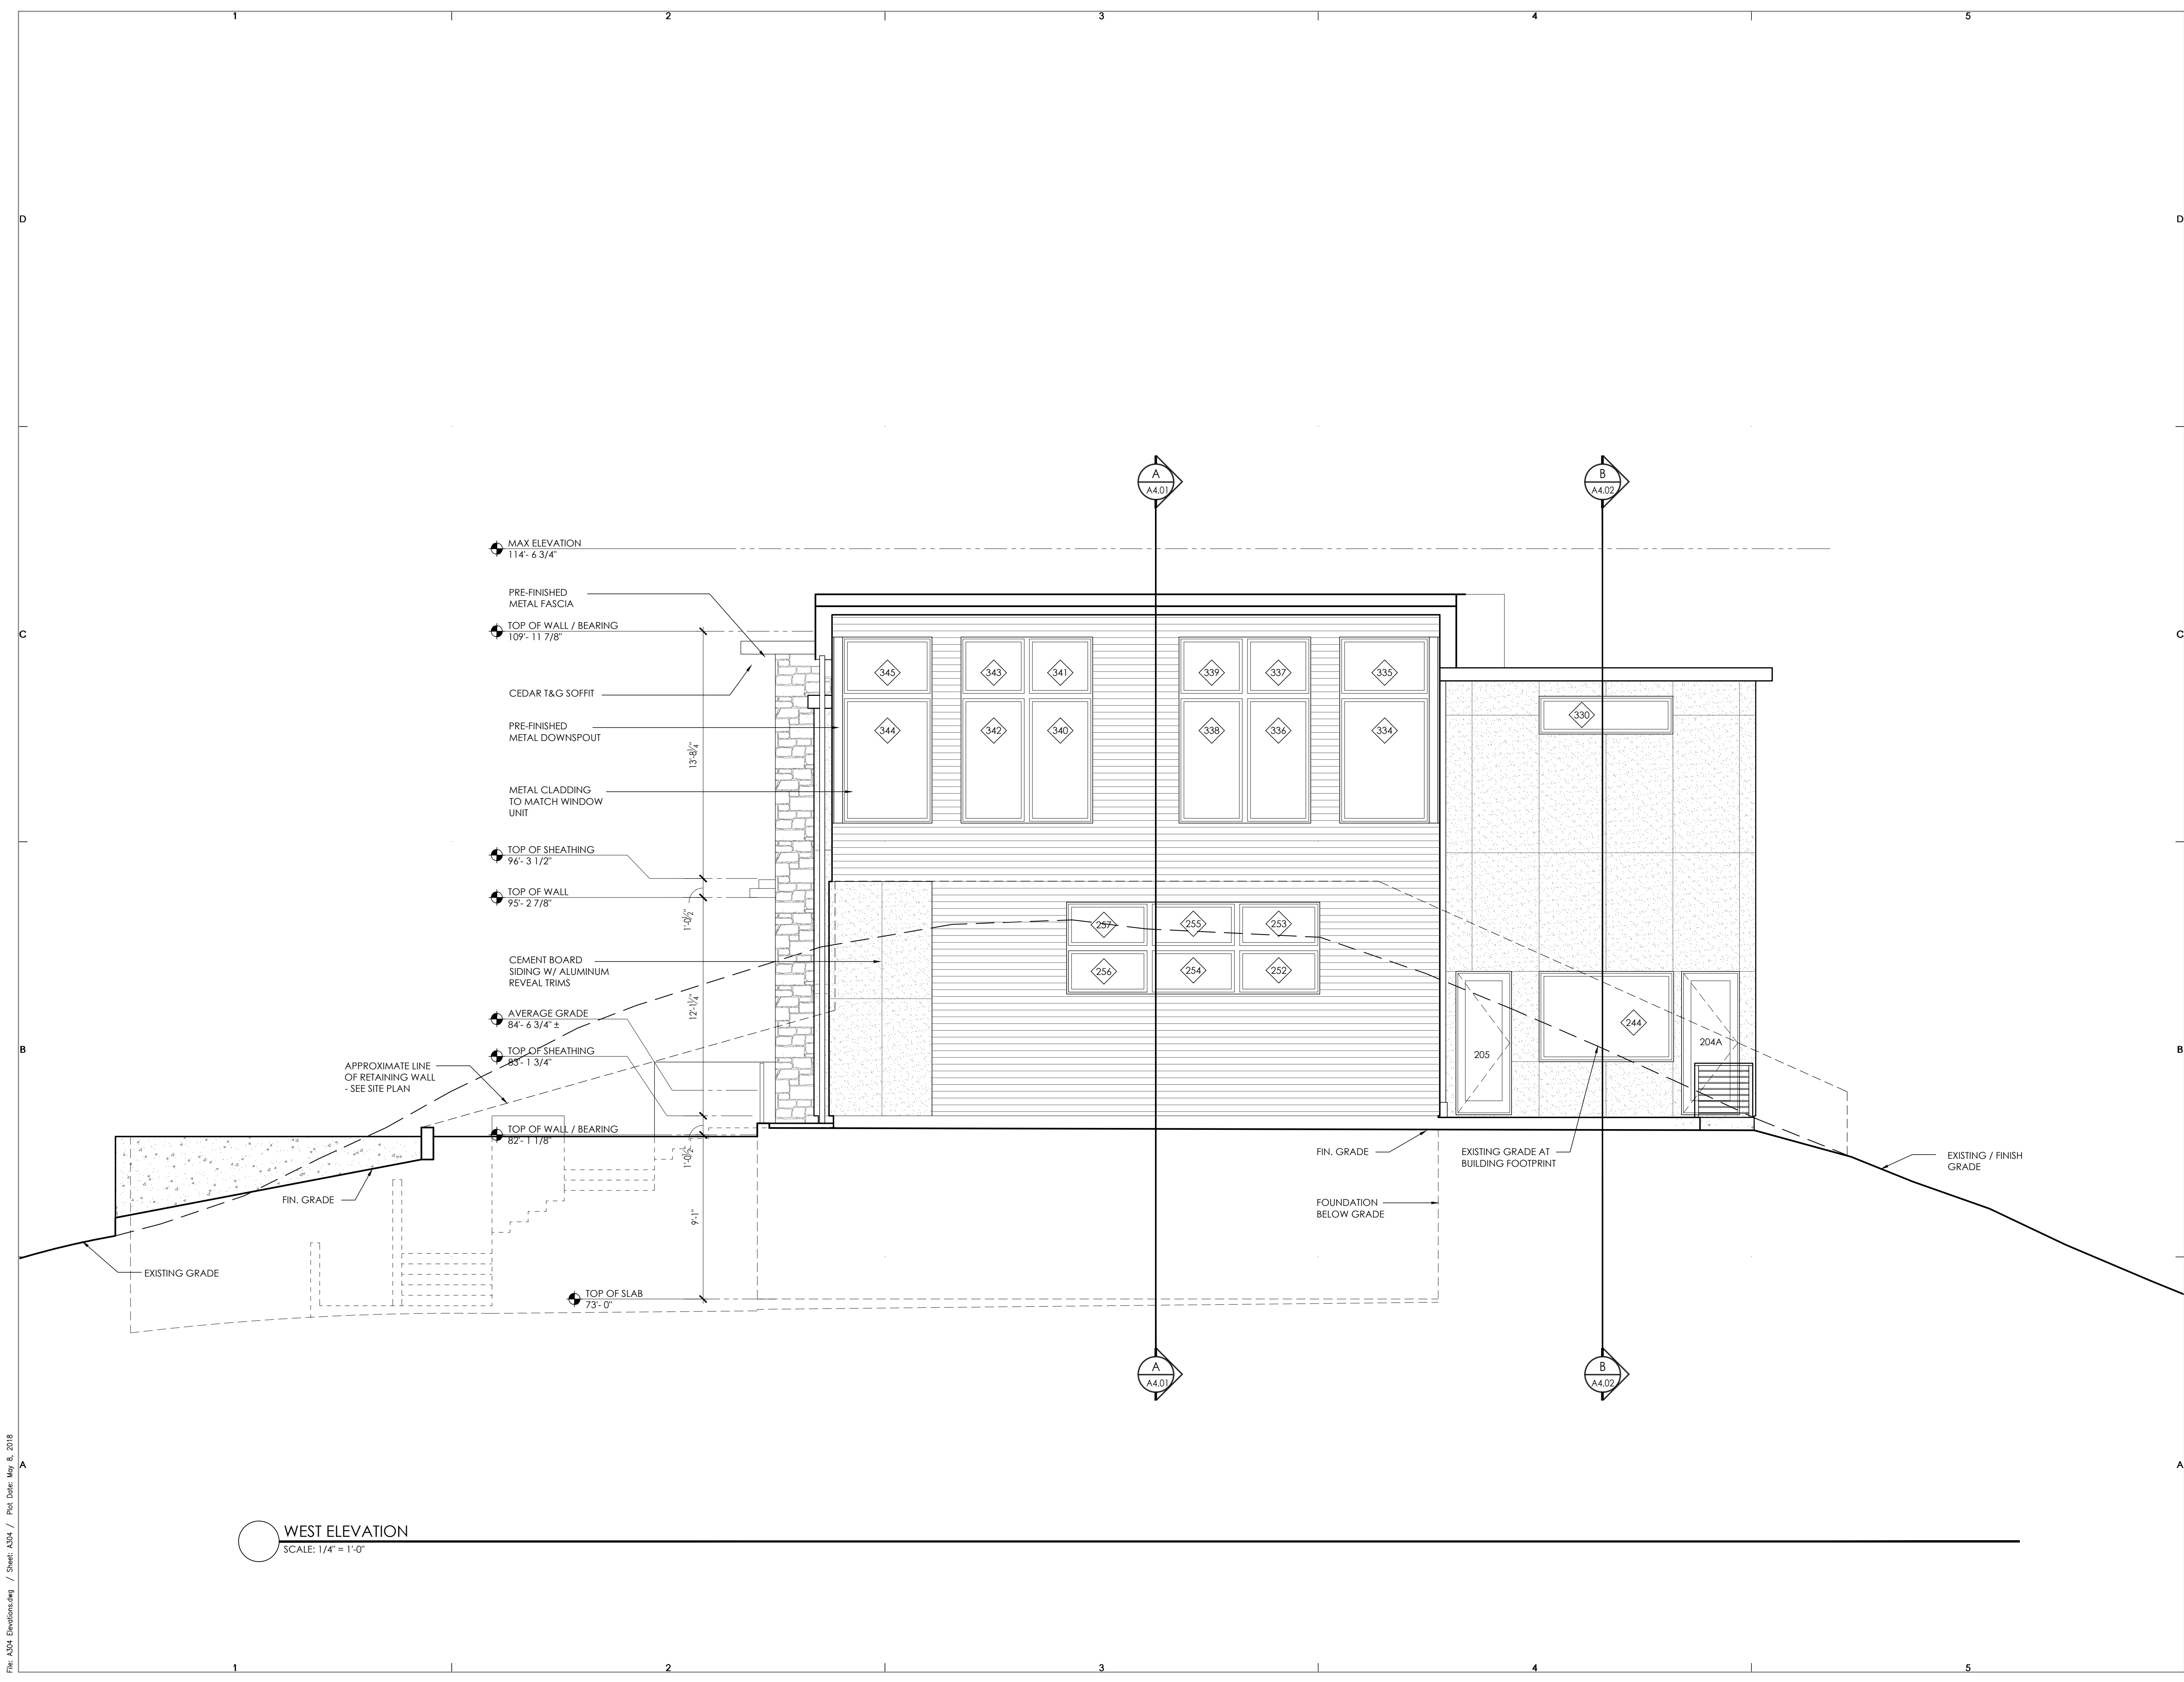 1 2 3 4 5
D D
A B
A4.01 A4.02
MAX ELEVATION
114'- 6 3/4"
PRE-FINISHED
METAL FASCIA
TOP OF WALL / BEARING
109'- 11 7/8"
C C
345 343 341 339 337 335
CEDAR T&G SOFFIT
330
PRE-FINISHED
METAL DOWNSPOUT
344 342 340 338 336 334
13'-8 1/4"
METAL CLADDING
TO MATCH WINDOW
UNIT
TOP OF SHEATHING
96'- 3 1/2"
TOP OF WALL
95'- 2 7/8"
1'-0 1/2"
257 255 253
CEMENT BOARD
SIDING W/ ALUMINUM
REVEAL TRIMS
256 254 252
12'-1 1/4"
AVERAGE GRADE
84'- 6 3/4" ±
244
TOP OF SHEATHING
83'- 1 3/4"
205 204A
B B
APPROXIMATE LINE
OF RETAINING WALL
- SEE SITE PLAN
TOP OF WALL / BEARING
82'- 1 1/8"
1'-0 1/2"
FIN. GRADE
EXISTING GRADE AT
BUILDING FOOTPRINT
EXISTING / FINISH
GRADE
FIN. GRADE
FOUNDATION
BELOW GRADE
9'-1"
EXISTING GRADE
TOP OF SLAB
73'- 0"
A B
A4.01 A4.02
A A
WEST ELEVATION
SCALE: 1/4" = 1'-0"
File: A304 Elevations.dwg / Sheet: A304 / Plot Date: May 8, 2018
1 2 3 4 5